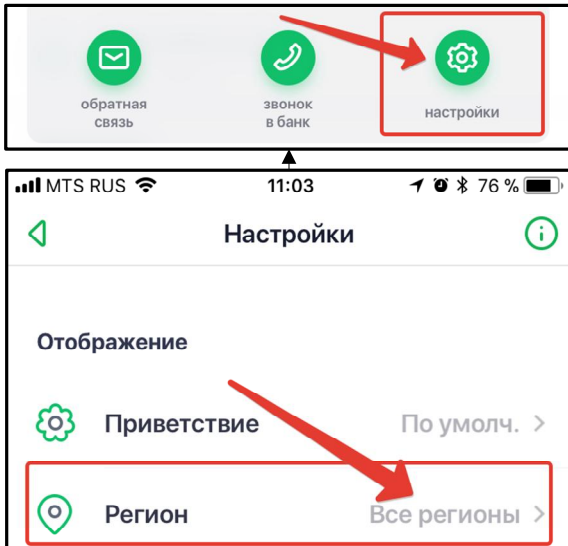 обратная
связь
звонок
в банк
настройки
MTS RUS 11:03 76 %
Настройки
Отображение
Приветствие По умолч.
Регион Все регионы